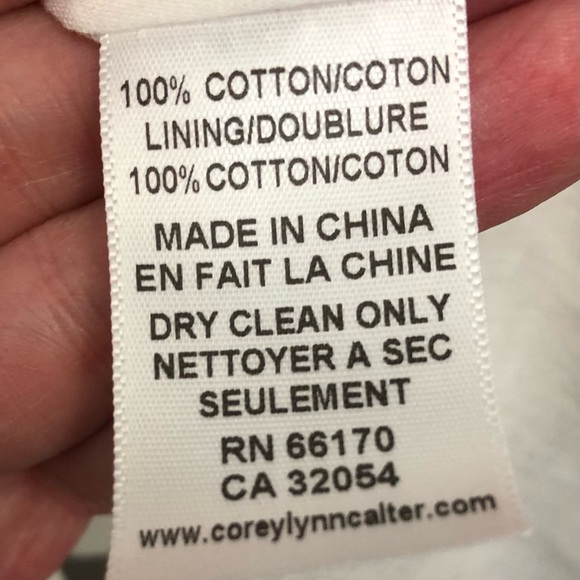 100% COTTON/COTON
LINING/DOUBLURE
100% COTTON/COTON
MADE IN CHINA
EN FAIT LA CHINE
DRY CLEAN ONLY
NETTOYER A SEC
SEULEMENT
RN 66170
CA 32054
www.coreylynncalter.com